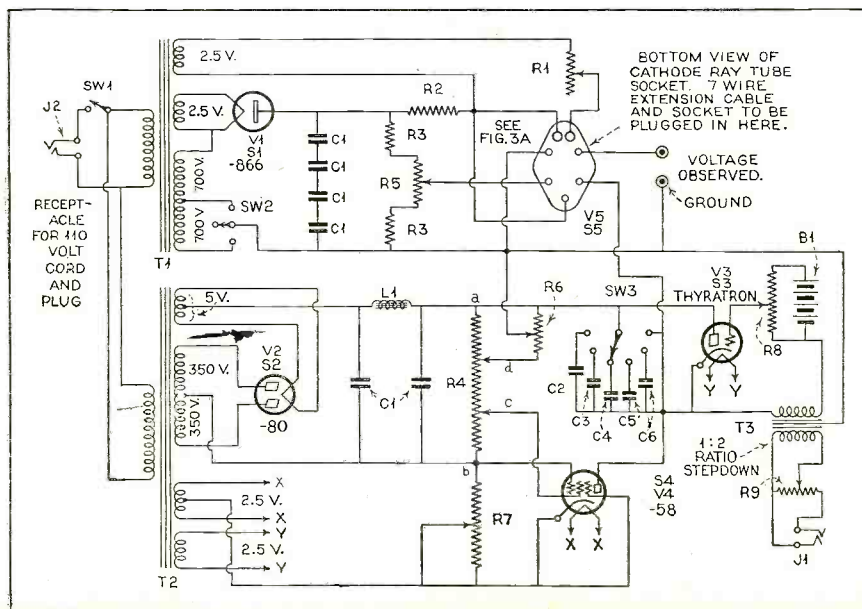 SW1
J2
RECEPT-
ACLE
FOR 110
VOLT
CORD
AND
PLUG
2.5 V.
2.5 V.
700V.
700V
T1
V1
S1
-866
SW2
C1
C1
C1
C1
R2
R3
R5
R3
R1
SEE
FIG.3A
V5
S5
BOTTOM VIEW OF
CATHODE RAY TUBE
SOCKET. 7 WIRE
EXTENSION CABLE
AND SOCKET TO BE
PLUGGED IN HERE.
VOLTAGE
OBSERVED.
GROUND
5V.
350 V.
350V.
V2
S2
-80
L1
C1
a
R4
d
c
b
R6
R7
SW3
C2
C3
C4
C5
C6
V3
S3
THYRATRON
Y Y
B1
R8
T3
1:2
RATIO
STEPDOWN
R9
J1
S4
V4
-58
X X
X
2.5 V.
X
Y
2.5 V.
Y
T2